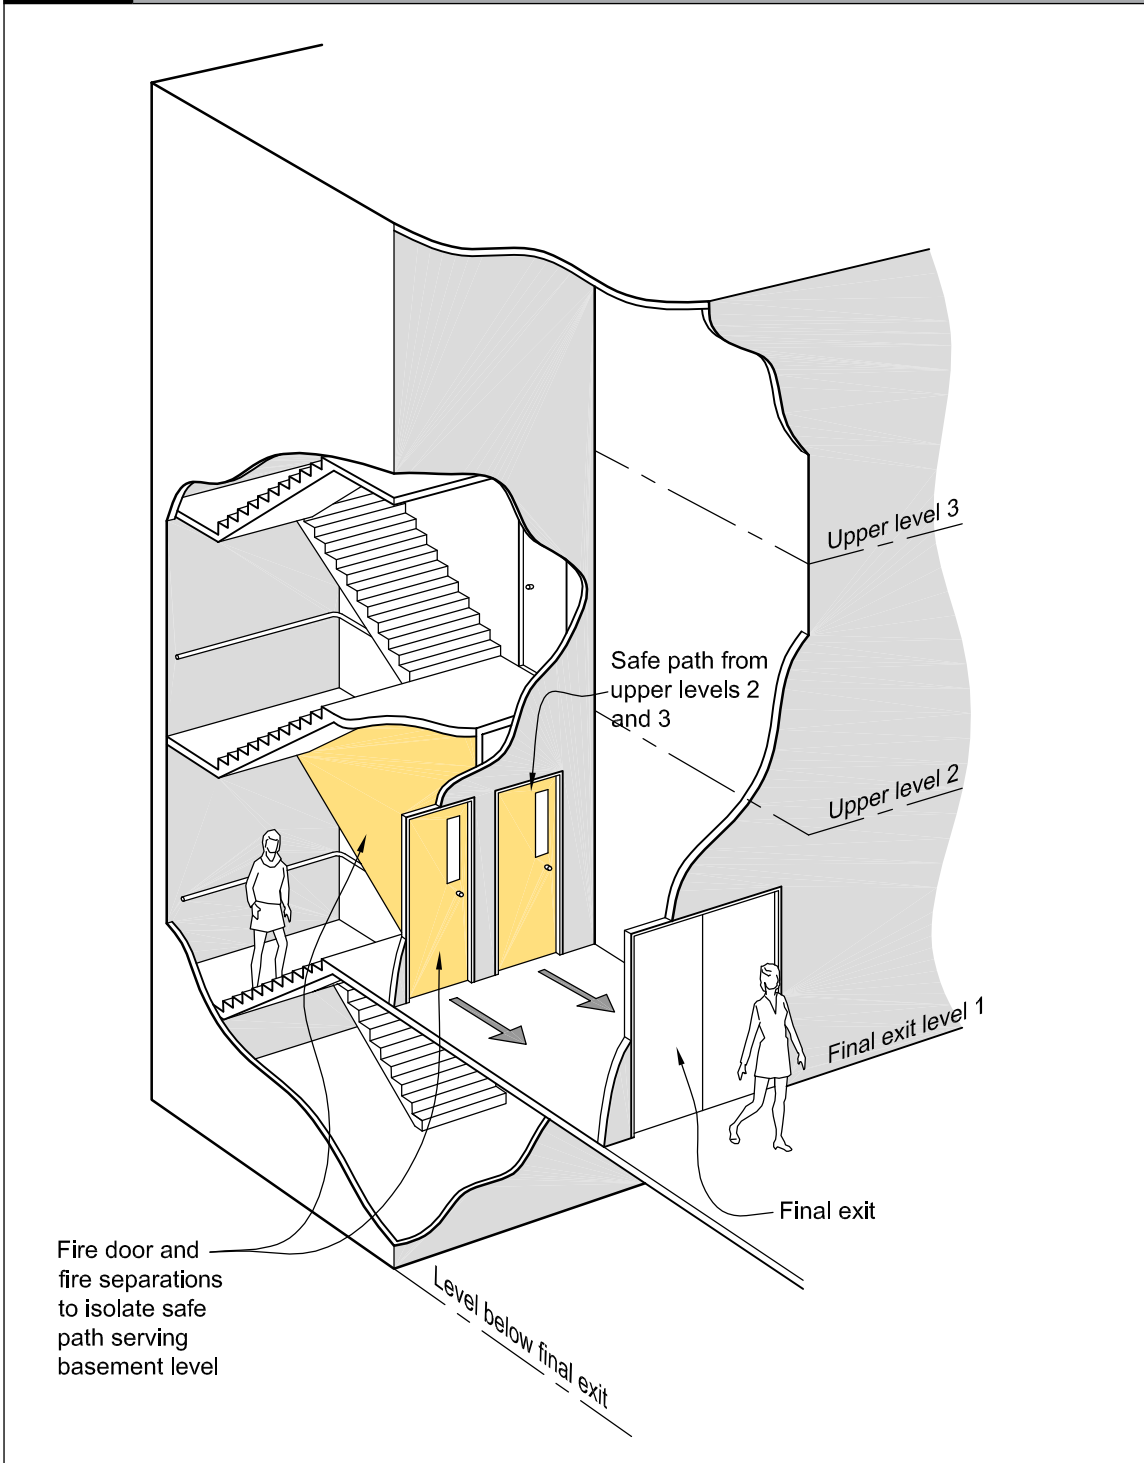 Upper level 3
Safe path from
upper levels 2
and 3
Upper level 2
Final exit level 1
Final exit
Fire door and
fire separations
to isolate safe
path serving
basement level
Level below final exit